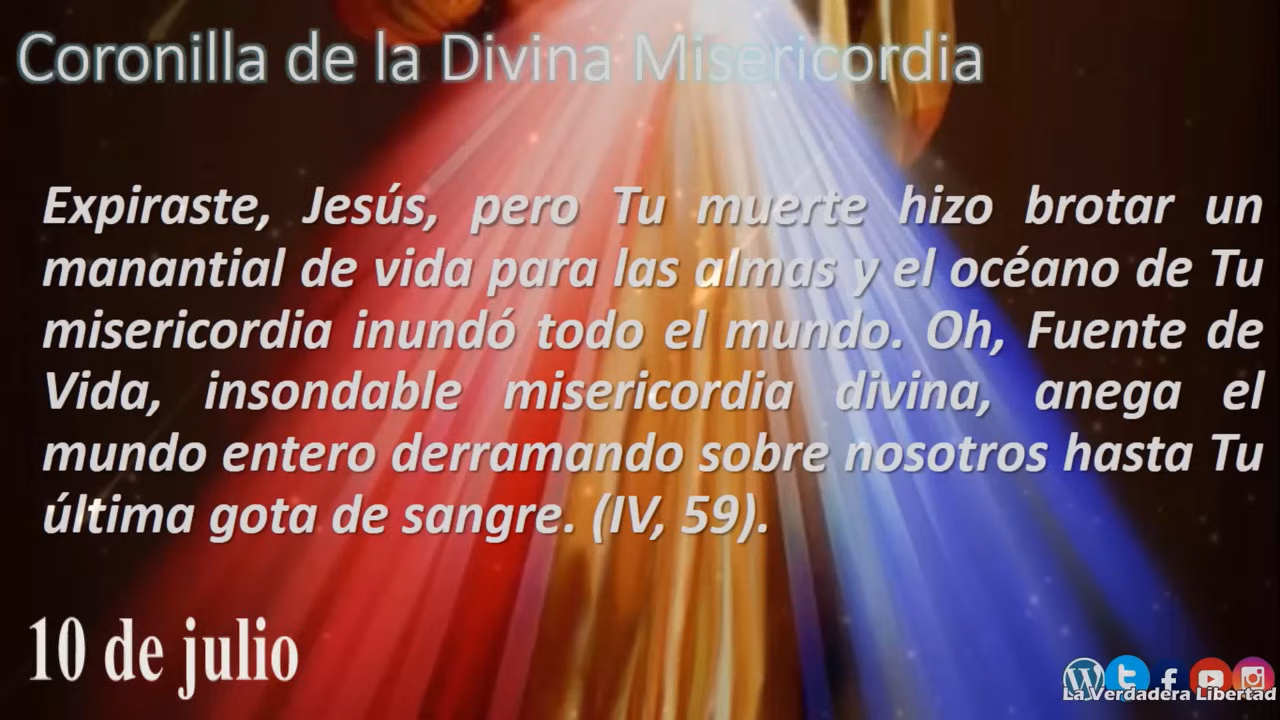 Coronilla de la Divina Misericordia
Expiraste, Jesús, pero Tu muerte hizo brotar un
manantial de vida para las almas y el océano de Tu
misericordia inundó todo el mundo. Oh, Fuente de
Vida, insondable misericordia divina, anega el
mundo entero derramando sobre nosotros hasta Tu
última gota de sangre. (IV, 59).
10 de julio
La Verdadera Libertad